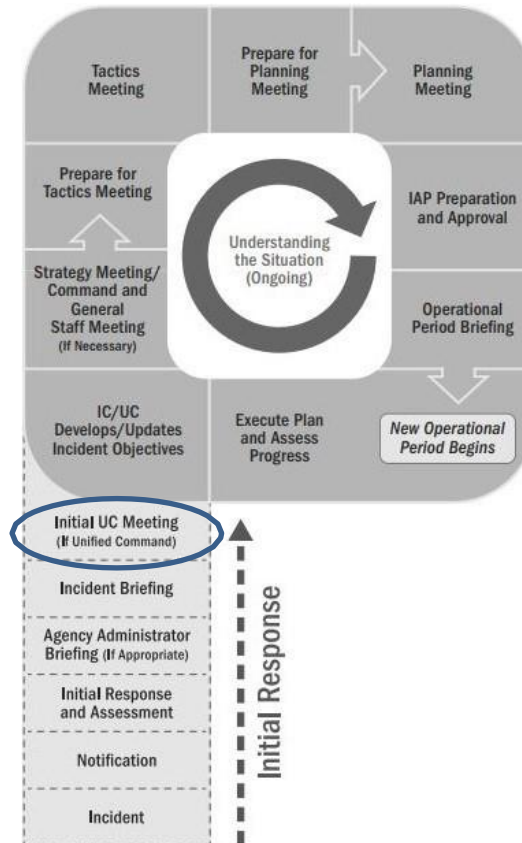 Tactics
Meeting
Prepare for
Planning
Meeting
Planning
Meeting
Prepare for
Tactics Meeting
Understanding
the Situation
(Ongoing)
IAP Preparation
and Approval
Strategy Meeting/
Command and
General
Staff Meeting
(If Necessary)
Operational
Period Briefing
IC/UC
Develops/Updates
Incident Objectives
Execute Plan
and Assess
Progress
New Operational
Period Begins
Initial UC Meeting
(If Unified Command)
Incident Briefing
Agency Administrator
Briefing (If Appropriate)
Initial Response
and Assessment
Notification
Incident
Initial Response